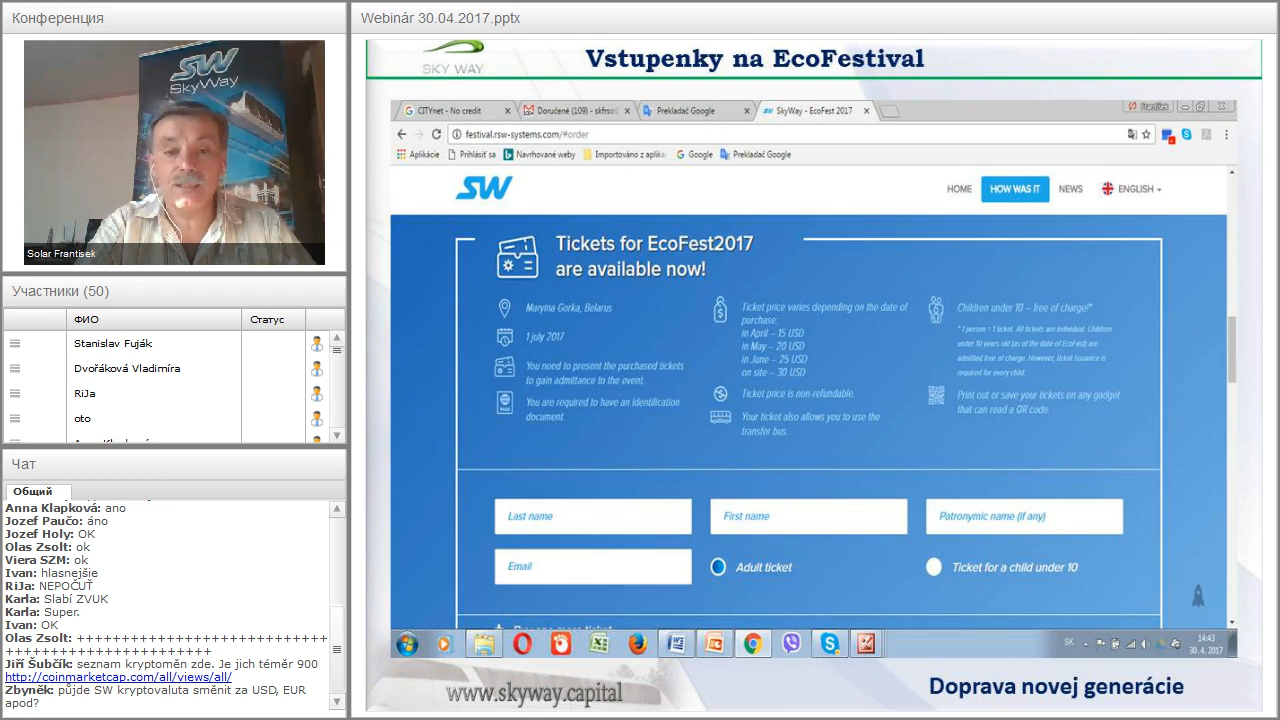 Конференция
SW
SkyWay
Solar Frantisek
Участники (50)
ФИО
Статус
Stanislav Fuják
Dvořáková Vladimíra
RiJa
oto
Чат
Общий
Anna Klapková: ano
Jozef Paučo: áno
Jozef Holy: OK
Olas Zsolt: ok
Viera SZM: ok
Ivan: hlasnejšie
RiJa: NEPOČUŤ
Karla: Slabí ZVUK
Karla: Super.
Ivan: OK
Olas Zsolt: ++++++++++++++++++++++++++++
+++++++++++++++++++++++
Jiří Šubčík: seznam kryptoměn zde. Je jich téměr 900
http://coinmarketcap.com/all/views/all/
Zbyněk: půjde SW kryptovaluta směnit za USD, EUR
apod?
Webinár 30.04.2017.pptx
SKY WAY
Vstupenky na EcoFestival
CITYnet - No credit
Doručené (109) - skfrso
Prekladač Google
SkyWay - EcoFest 2017
František
festival.rsw-systems.com/#order
Aplikácie
Prihlásiť sa
Navrhované weby
Importováno z aplik
Google
Prekladač Google
SW
HOME
HOW WAS IT
NEWS
ENGLISH
Tickets for EcoFest2017
are available now!
Maryina Gorka, Belarus
1 july 2017
You need to present the purchased tickets
to gain admittance to the event.
You are required to have an identification
document.
Ticket price varies depending on the date of
purchase:
in April – 15 USD
in May – 20 USD
in June – 25 USD
on site – 30 USD
Ticket price is non-refundable.
Your ticket also allows you to use the
transfer bus.
Children under 10 – free of charge!*
* 1 person = 1 ticket. All tickets are individual. Children
under 10 years old (as of the date of EcoFest) are
admitted free of charge. However, ticket issuance is
required for every child.
Print out or save your tickets on any gadget
that can read a QR code.
Last name
First name
Patronymic name (if any)
Email
Adult ticket
Ticket for a child under 10
SK
14:43
30. 4. 2017
www.skyway.capital
Doprava novej generácie